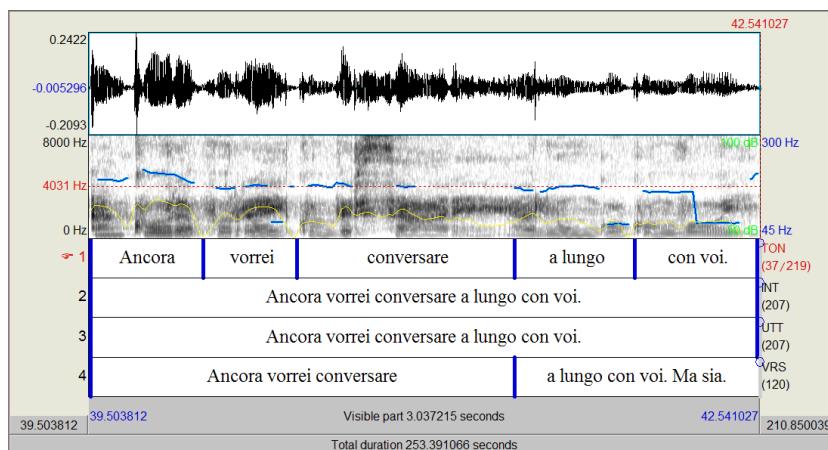 42.541027
0.2422
-0.005296
-0.2093
8000 Hz 100 dB 300 Hz
4031 Hz
0 Hz 50 dB 45 Hz
☞ 1 Ancora vorrei conversare a lungo con voi. TON (37/219)
2 Ancora vorrei conversare a lungo con voi. INT (207)
3 Ancora vorrei conversare a lungo con voi. UTT (207)
4 Ancora vorrei conversare a lungo con voi. Ma sia. VRS (120)
39.503812 Visible part 3.037215 seconds 42.541027
39.503812 210.850039
Total duration 253.391066 seconds